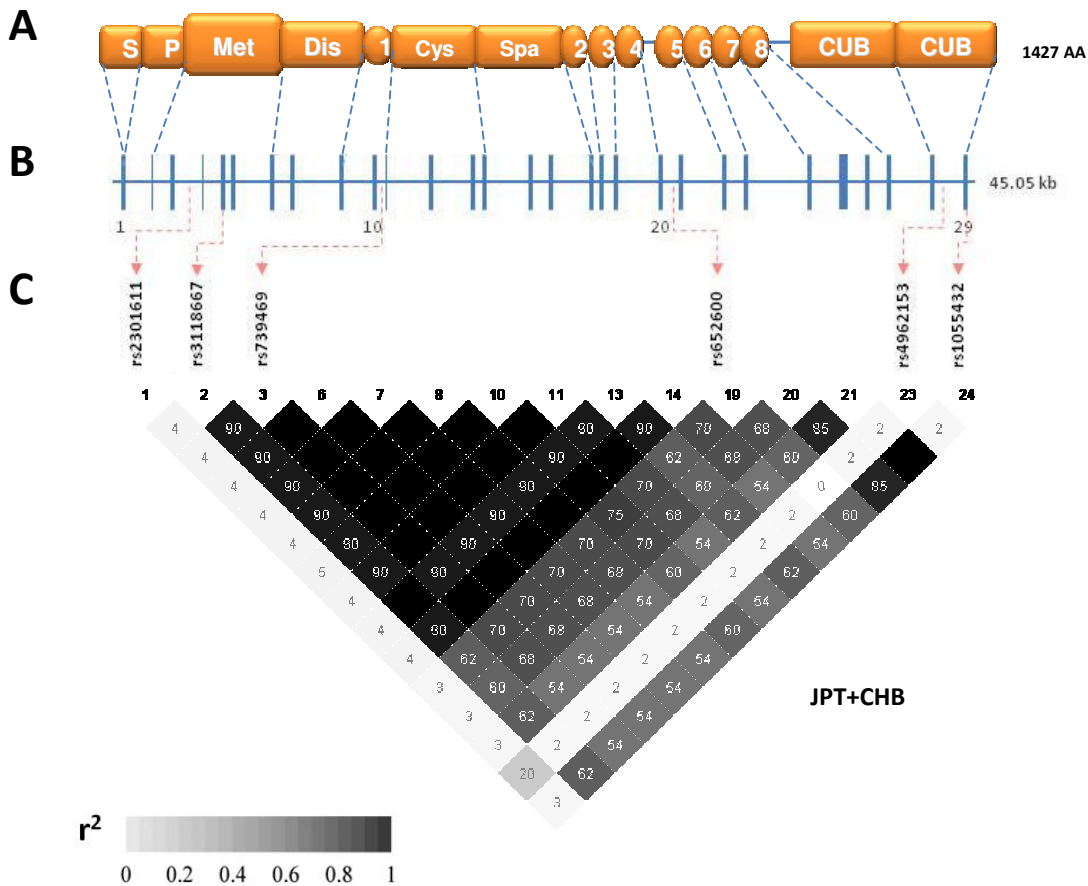 A
S P Met Dis 1 Cys Spa 2 3 4 5 6 7 8 CUB CUB
1427 AA
B
45.05 kb
1 10 20 29
C
rs2301611
rs3118667
rs739469
rs652600
rs4962153
rs1055432
1 2 3 6 7 8 10 11 13 14 19 20 21 23 24
4 90 90 90 70 68 85 2 2
4 90 90 62 68 60 2
4 90 90 70 60 54 0 85
4 90 90 75 68 62 2 60
4 90 90 70 70 54 2 54
5 90 90 70 68 60 2 62
4 70 68 54 2 54
4 90 70 68 54 2 60
4 62 68 54 2 54
3 60 54 2 54
3 62 2 54
3 2 54
20 62
3
JPT+CHB
r²
0 0.2 0.4 0.6 0.8 1